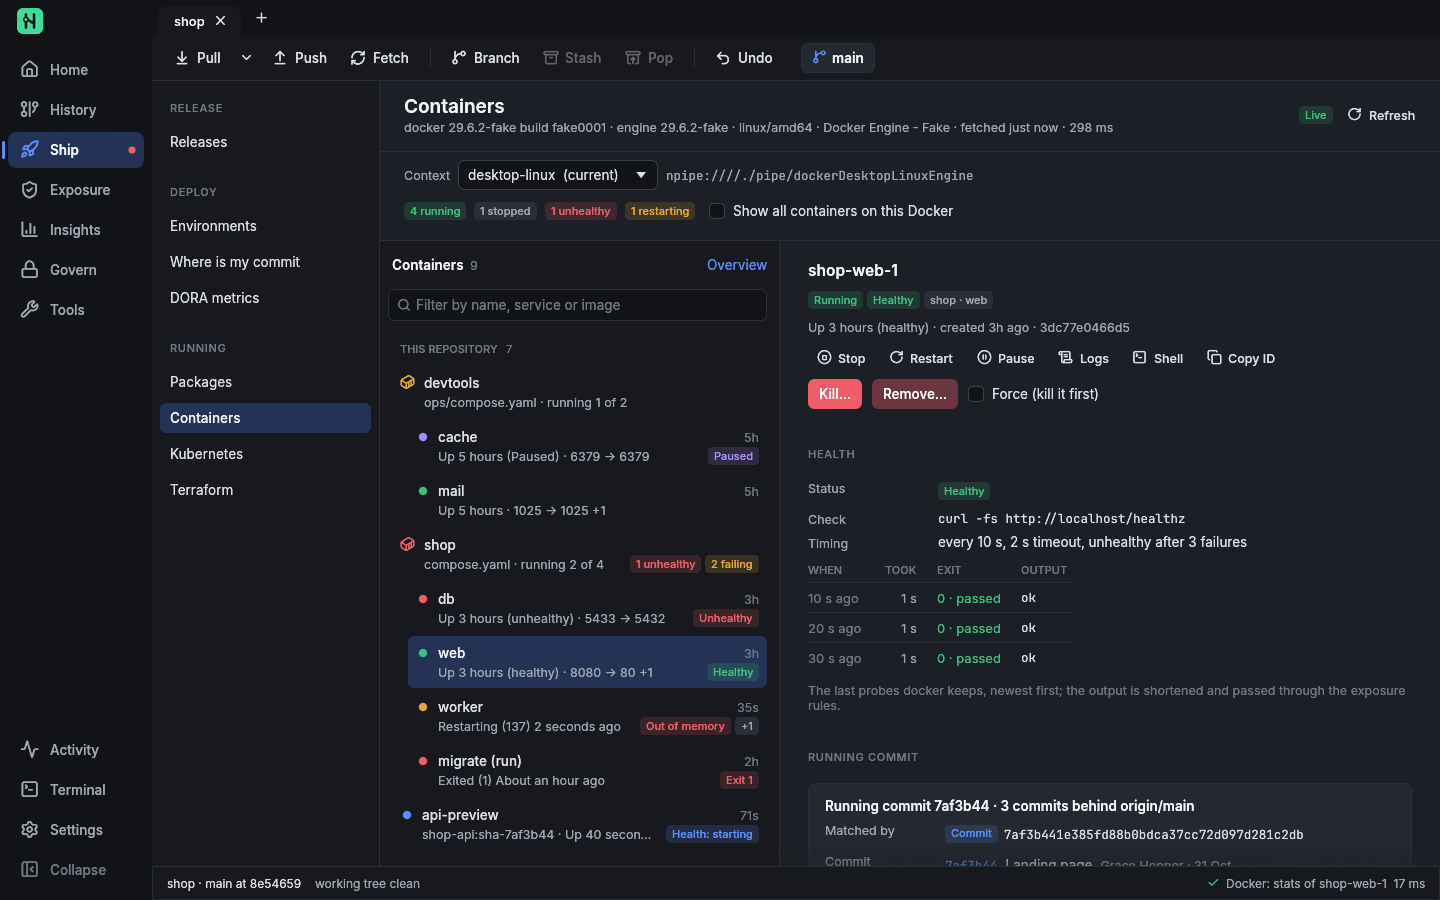 shop
Pull
Push
Fetch
Branch
Stash
Pop
Undo
main
Home
History
Ship
Exposure
Insights
Govern
Tools
Activity
Terminal
Settings
Collapse
RELEASE
Releases
DEPLOY
Environments
Where is my commit
DORA metrics
RUNNING
Packages
Containers
Kubernetes
Terraform
Containers
docker 29.6.2-fake build fake0001 · engine 29.6.2-fake · linux/amd64 · Docker Engine - Fake · fetched just now · 298 ms
Live
Refresh
Context
desktop-linux (current)
npipe:////./pipe/dockerDesktopLinuxEngine
4 running
1 stopped
1 unhealthy
1 restarting
Show all containers on this Docker
Containers 9
Overview
Filter by name, service or image
THIS REPOSITORY 7
devtools
ops/compose.yaml · running 1 of 2
cache 5h
Up 5 hours (Paused) · 6379 → 6379 Paused
mail 5h
Up 5 hours · 1025 → 1025 +1
shop
compose.yaml · running 2 of 4 1 unhealthy 2 failing
db 3h
Up 3 hours (unhealthy) · 5433 → 5432 Unhealthy
web 3h
Up 3 hours (healthy) · 8080 → 80 +1 Healthy
worker 35s
Restarting (137) 2 seconds ago Out of memory +1
migrate (run) 2h
Exited (1) About an hour ago Exit 1
api-preview 71s
shop-api:sha-7af3b44 · Up 40 secon... Health: starting
shop-web-1
Running Healthy shop · web
Up 3 hours (healthy) · created 3h ago · 3dc77e0466d5
Stop
Restart
Pause
Logs
Shell
Copy ID
Kill...
Remove...
Force (kill it first)
HEALTH
Status Healthy
Check curl -fs http://localhost/healthz
Timing every 10 s, 2 s timeout, unhealthy after 3 failures
WHEN TOOK EXIT OUTPUT
10 s ago 1 s 0 · passed ok
20 s ago 1 s 0 · passed ok
30 s ago 1 s 0 · passed ok
The last probes docker keeps, newest first; the output is shortened and passed through the exposure
rules.
RUNNING COMMIT
Running commit 7af3b44 · 3 commits behind origin/main
Matched by Commit 7af3b441e385fd88b0bdca37cc72d097d281c2db
Commit 7af3b44 Landing page Grace Hopper · 31 Oct
shop · main at 8e54659
working tree clean
Docker: stats of shop-web-1 17 ms